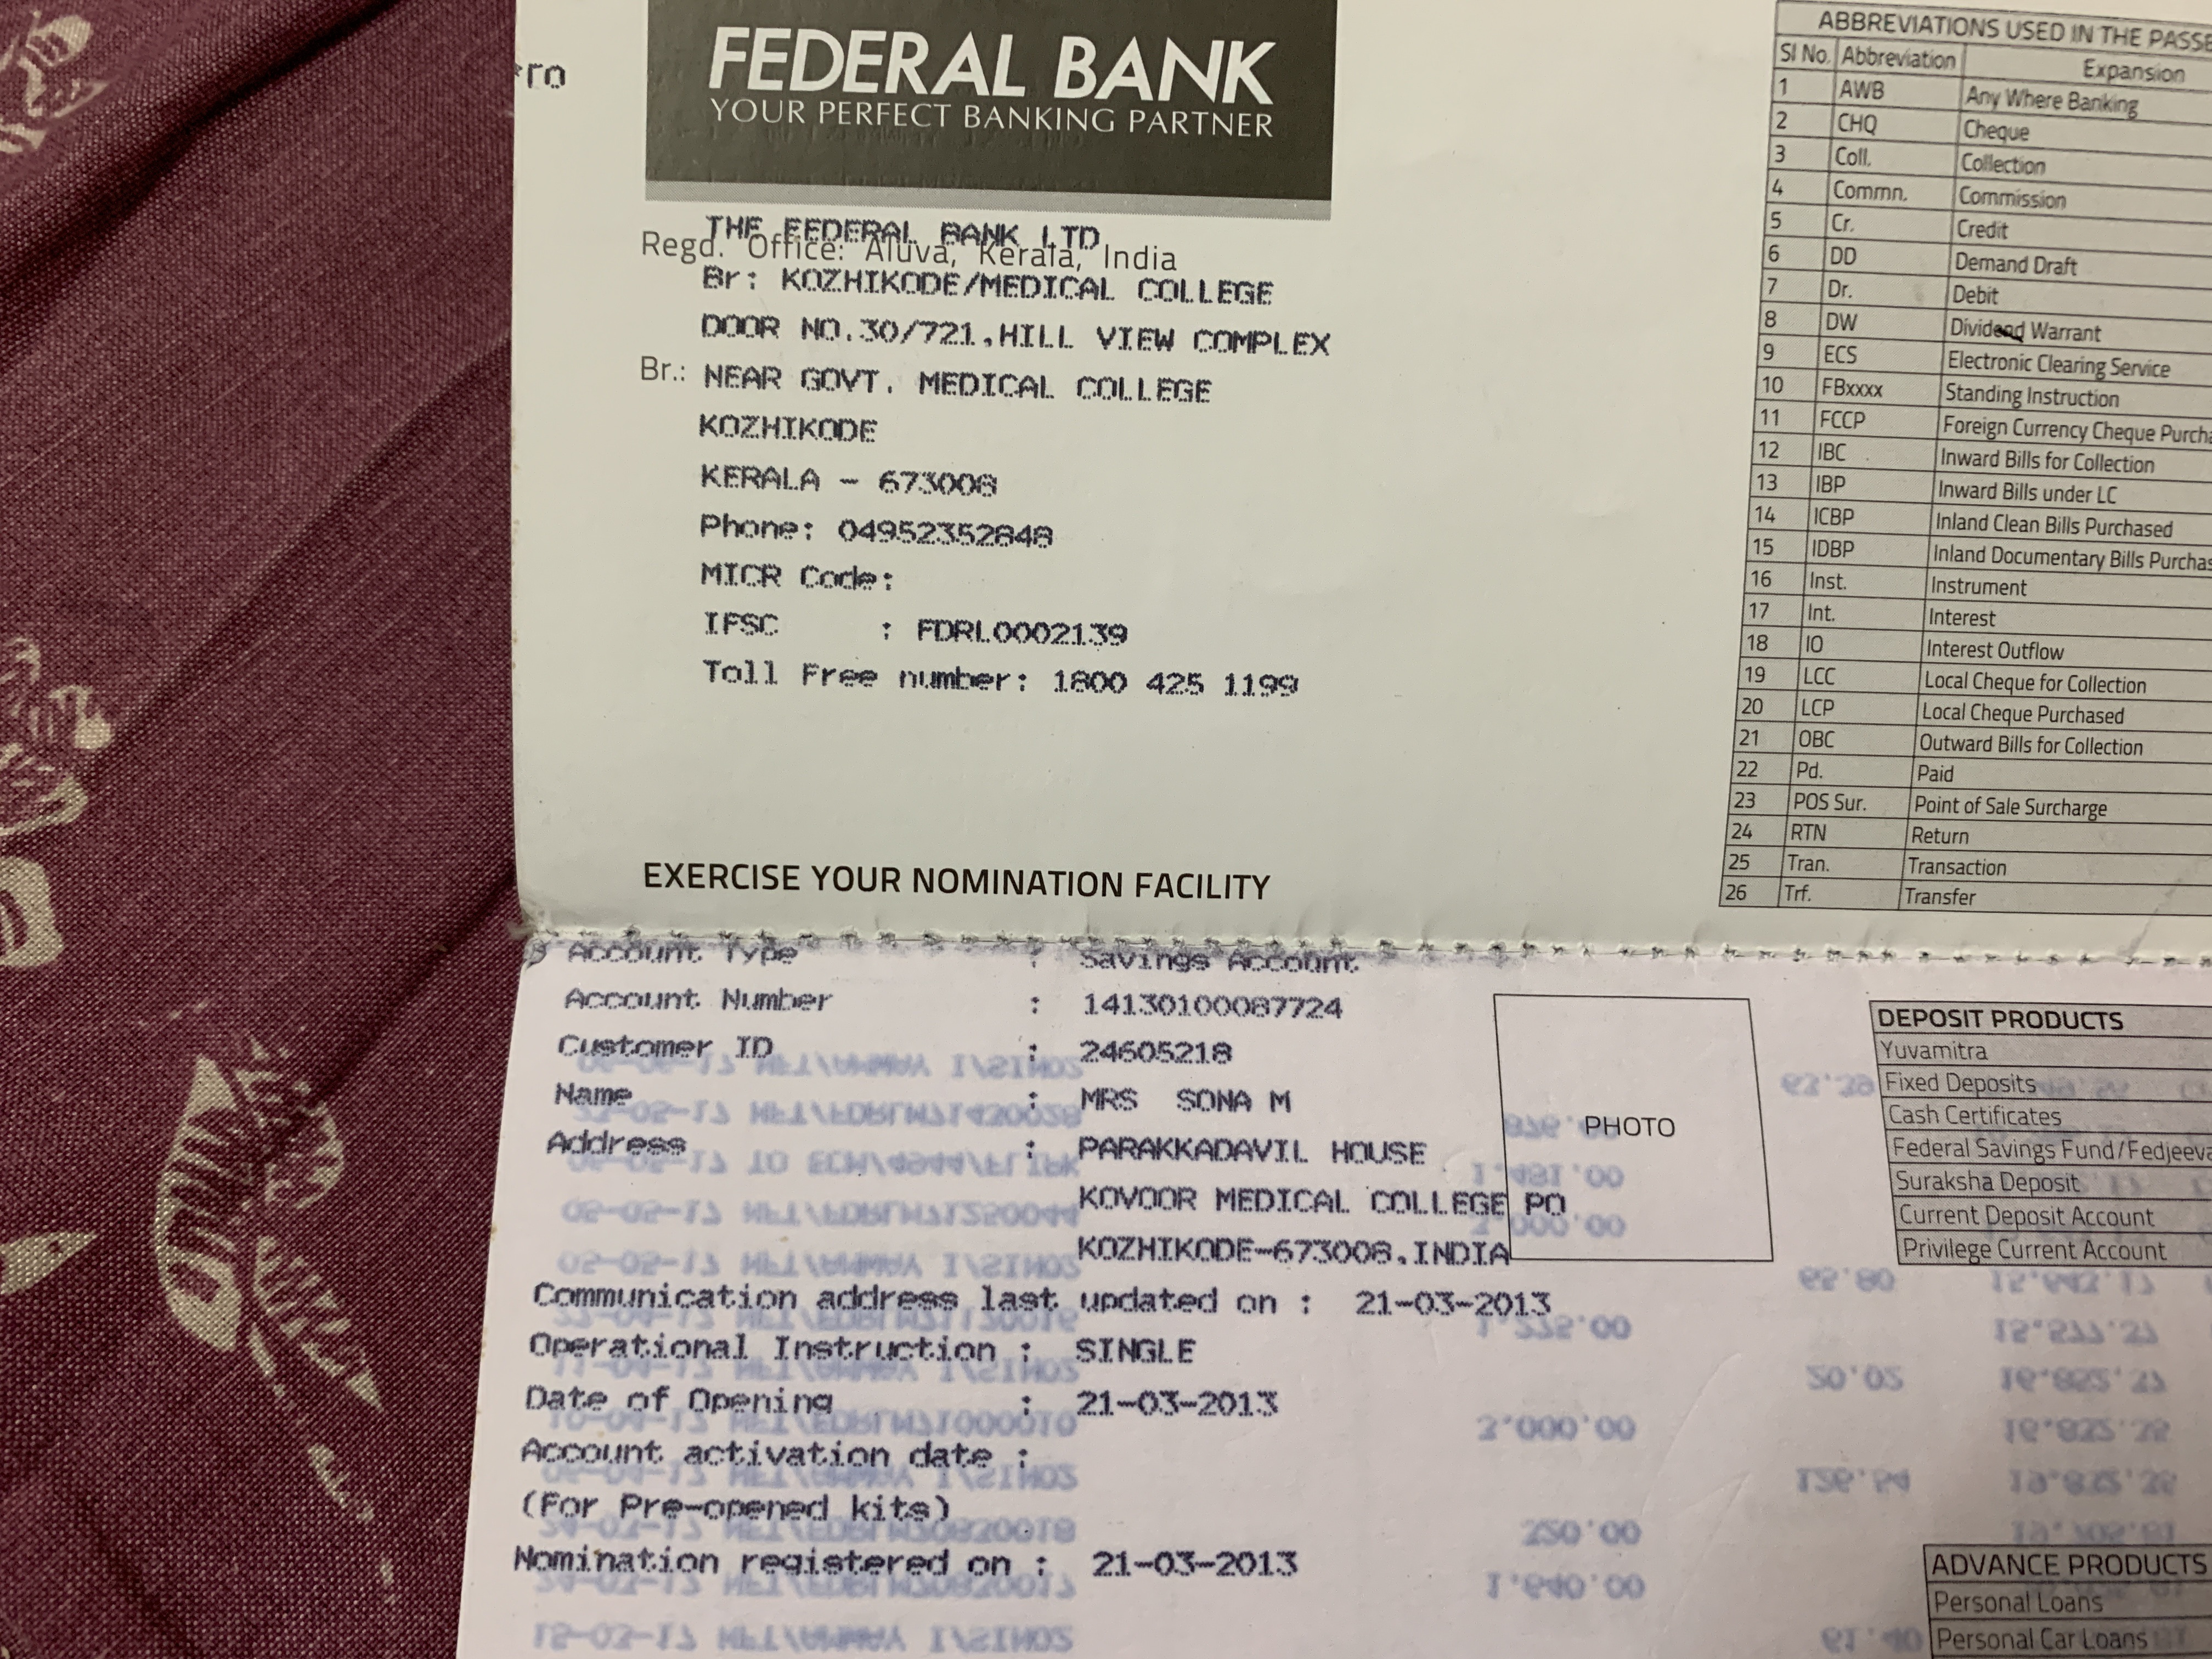 FEDERAL BANK
YOUR PERFECT BANKING PARTNER
THE FEDERAL BANK LTD
Regd. Office: Aluva, Kerala, India
Br: KOZHIKODE/MEDICAL COLLEGE
DOOR NO.30/721,HILL VIEW COMPLEX
Br.: NEAR GOVT. MEDICAL COLLEGE
KOZHIKODE
KERALA - 673008
Phone: 04952352848
MICR Code:
IFSC : FDRL0002139
Toll Free number: 1800 425 1199
EXERCISE YOUR NOMINATION FACILITY
ABBREVIATIONS USED IN THE
Sl No. Abbreviation Expansion
1 AWB Any Where Banking
2 CHQ Cheque
3 Coll. Collection
4 Commn. Commission
5 Cr. Credit
6 DD Demand Draft
7 Dr. Debit
8 DW Dividend Warrant
9 ECS Electronic Clearing Service
10 FBxxxx Standing Instruction
11 FCCP Foreign Currency Cheque
12 IBC Inward Bills for Collection
13 IBP Inward Bills under LC
14 ICBP Inland Clean Bills Purchased
15 IDBP Inland Documentary Bills
16 Inst. Instrument
17 Int. Interest
18 IO Interest Outflow
19 LCC Local Cheque for Collection
20 LCP Local Cheque Purchased
21 OBC Outward Bills for Collection
22 Pd. Paid
23 POS Sur. Point of Sale Surcharge
24 RTN Return
25 Tran. Transaction
26 Trf. Transfer
Account Type : Savings Account
Account Number : 14130100087724
Customer ID : 24605218
Name : MRS SONA M
Address : PARAKKADAVIL HOUSE
KOVOOR MEDICAL COLLEGE PO
KOZHIKODE-673008,INDIA
Communication address last updated on : 21-03-2013
Operational Instruction : SINGLE
Date of Opening : 21-03-2013
Account activation date :
(For Pre-opened kits)
Nomination registered on : 21-03-2013
PHOTO
DEPOSIT PRODUCTS
Yuvamitra
Fixed Deposits
Cash Certificates
Federal Savings Fund/
Suraksha Deposit
Current Deposit Account
Privilege Current Account
ADVANCE PRODUCTS
Personal Loans
Personal Car Loans